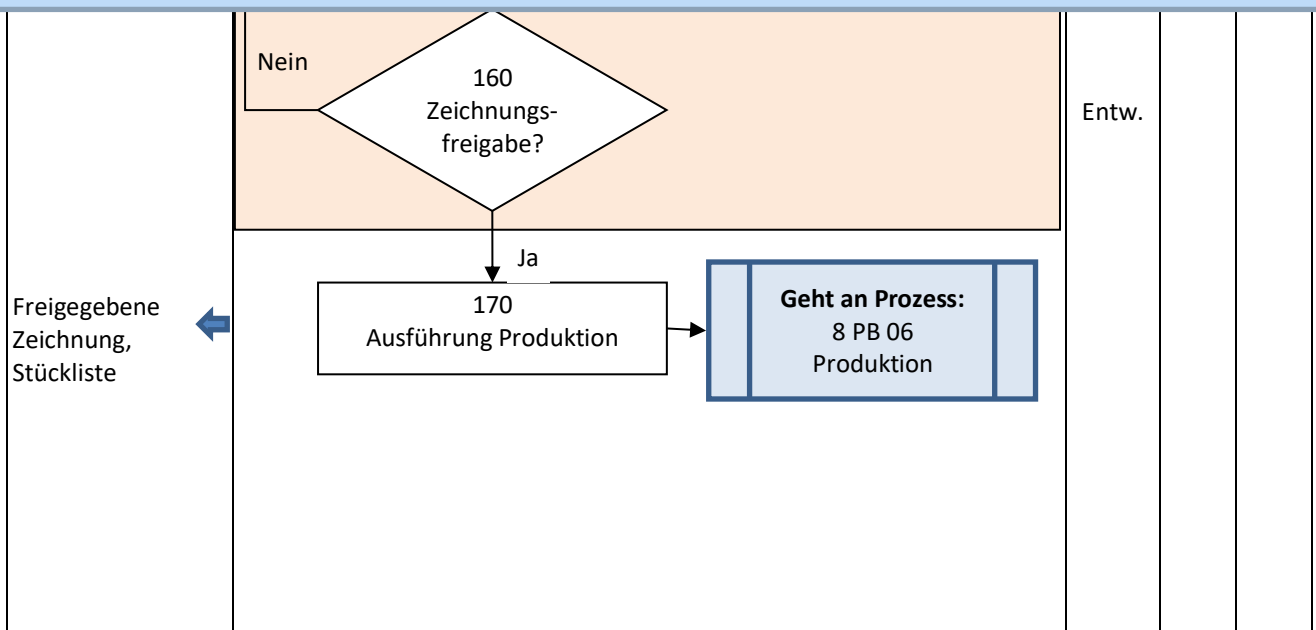 Nein
160
Zeichnungs-
freigabe?
Entw.
Ja
Freigegebene
Zeichnung,
Stückliste
170
Ausführung Produktion
Geht an Prozess:
8 PB 06
Produktion